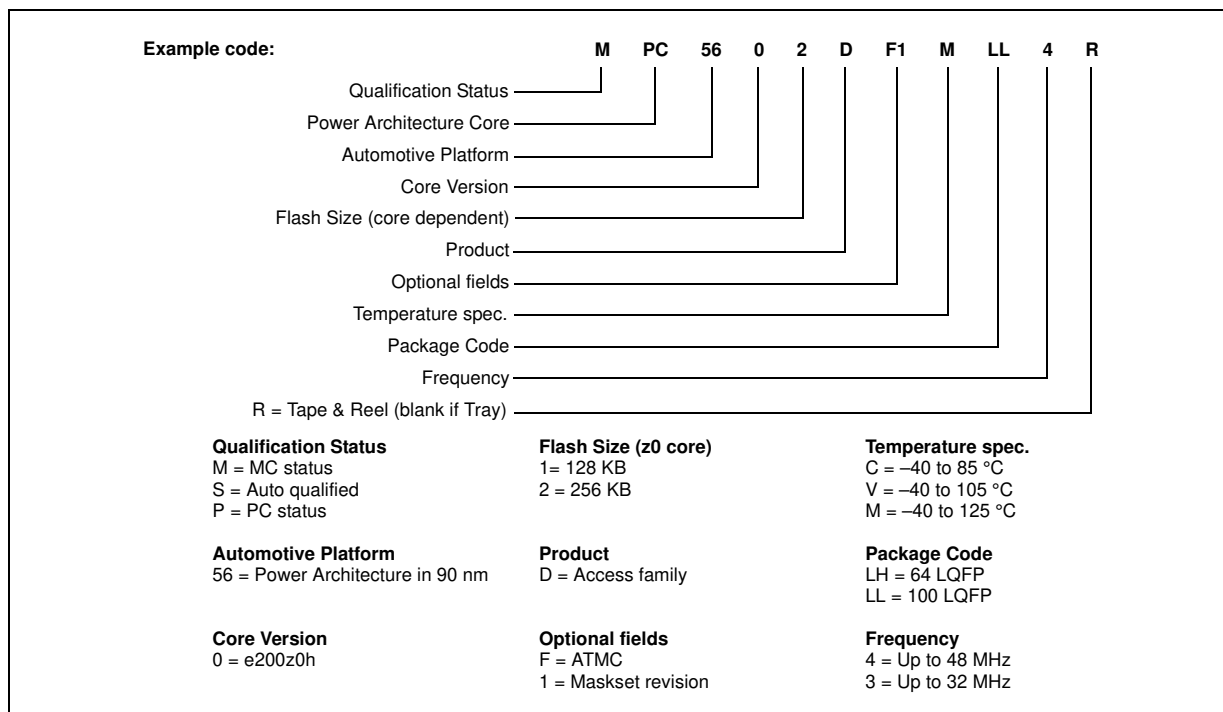 Example code: M PC 56 0 2 D F1 M LL 4 R
Qualification Status
Power Architecture Core
Automotive Platform
Core Version
Flash Size (core dependent)
Product
Optional fields
Temperature spec.
Package Code
Frequency
R = Tape & Reel (blank if Tray)
Qualification Status
M = MC status
S = Auto qualified
P = PC status
Flash Size (z0 core)
1= 128 KB
2 = 256 KB
Temperature spec.
C = –40 to 85 °C
V = –40 to 105 °C
M = –40 to 125 °C
Automotive Platform
56 = Power Architecture in 90 nm
Product
D = Access family
Package Code
LH = 64 LQFP
LL = 100 LQFP
Core Version
0 = e200z0h
Optional fields
F = ATMC
1 = Maskset revision
Frequency
4 = Up to 48 MHz
3 = Up to 32 MHz